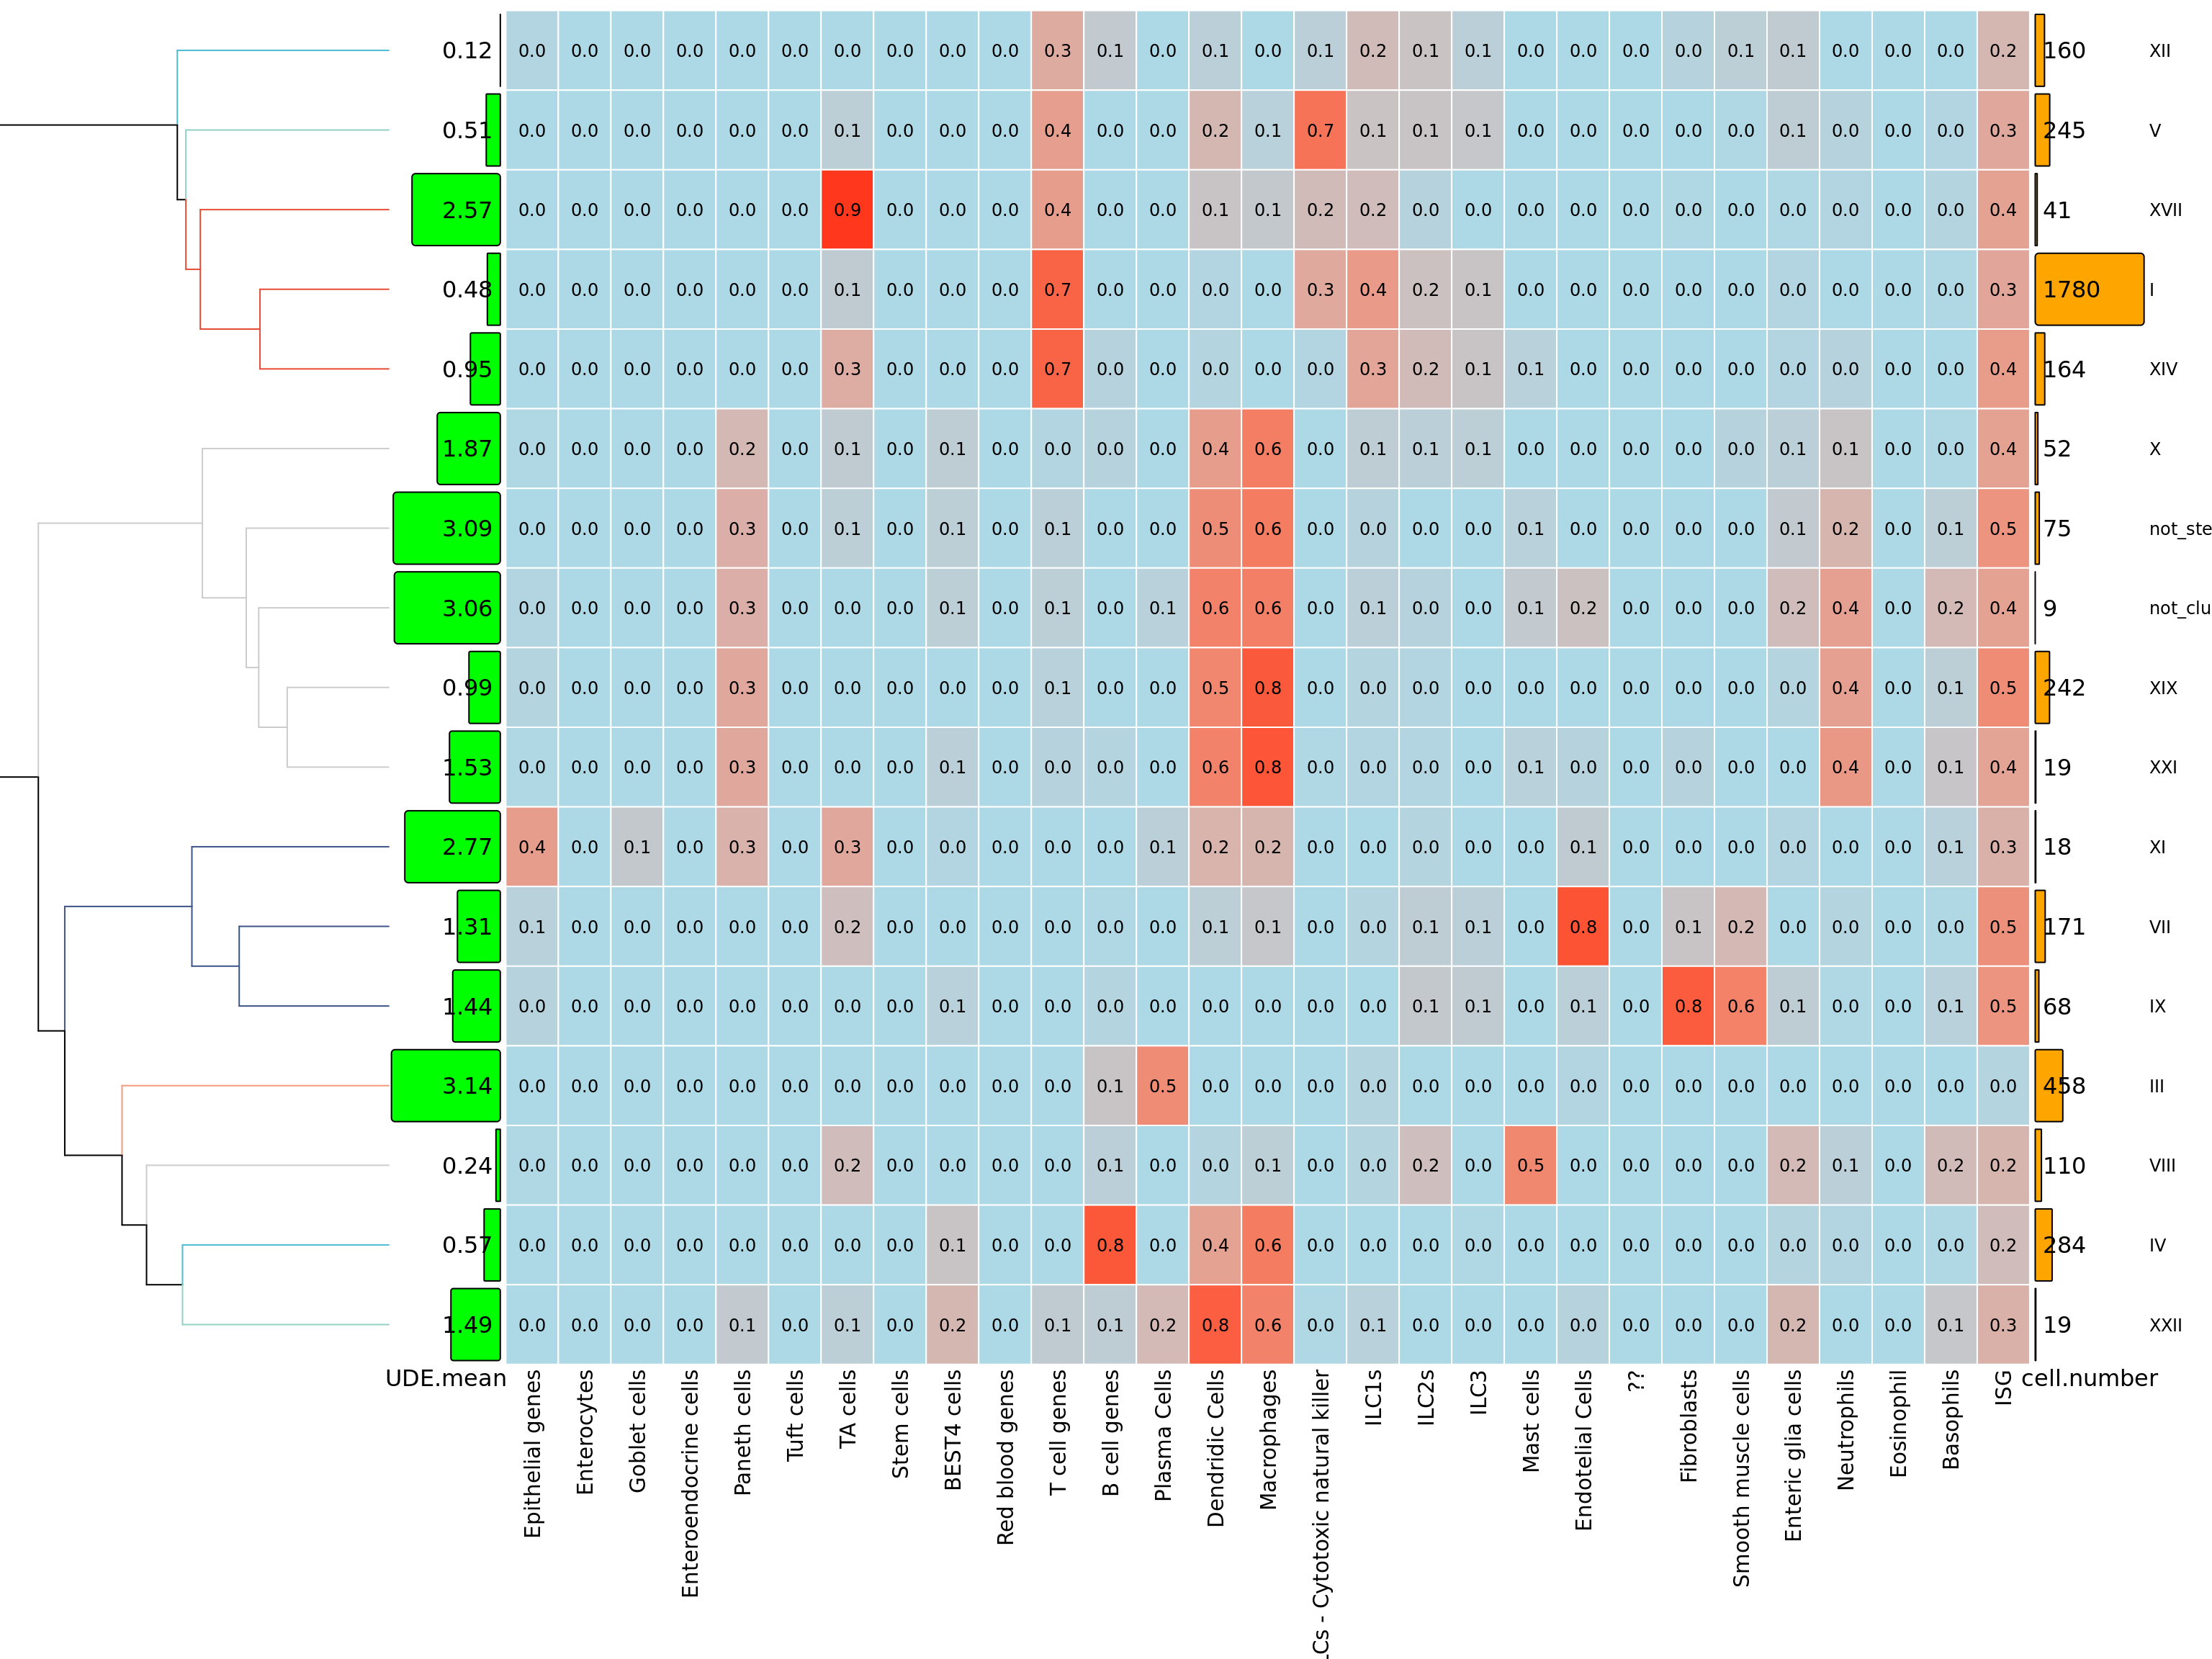 0.12 0.0 0.0 0.0 0.0 0.0 0.0 0.0 0.0 0.0 0.0 0.3 0.1 0.0 0.1 0.0 0.1 0.2 0.1 0.1 0.0 0.0 0.0 0.0 0.1 0.1 0.0 0.0 0.0 0.2 160 XII
0.51 0.0 0.0 0.0 0.0 0.0 0.0 0.1 0.0 0.0 0.0 0.4 0.0 0.0 0.2 0.1 0.7 0.1 0.1 0.1 0.0 0.0 0.0 0.0 0.0 0.1 0.0 0.0 0.0 0.3 245 V
2.57 0.0 0.0 0.0 0.0 0.0 0.0 0.9 0.0 0.0 0.0 0.4 0.0 0.0 0.1 0.1 0.2 0.2 0.0 0.0 0.0 0.0 0.0 0.0 0.0 0.0 0.0 0.0 0.0 0.4 41 XVII
0.48 0.0 0.0 0.0 0.0 0.0 0.0 0.1 0.0 0.0 0.0 0.7 0.0 0.0 0.0 0.0 0.3 0.4 0.2 0.1 0.0 0.0 0.0 0.0 0.0 0.0 0.0 0.0 0.0 0.3 1780 I
0.95 0.0 0.0 0.0 0.0 0.0 0.0 0.3 0.0 0.0 0.0 0.7 0.0 0.0 0.0 0.0 0.0 0.3 0.2 0.1 0.1 0.0 0.0 0.0 0.0 0.0 0.0 0.0 0.0 0.4 164 XIV
1.87 0.0 0.0 0.0 0.0 0.2 0.0 0.1 0.0 0.1 0.0 0.0 0.0 0.0 0.4 0.6 0.0 0.1 0.1 0.1 0.0 0.0 0.0 0.0 0.0 0.1 0.1 0.0 0.0 0.4 52 X
3.09 0.0 0.0 0.0 0.0 0.3 0.0 0.1 0.0 0.1 0.0 0.1 0.0 0.0 0.5 0.6 0.0 0.0 0.0 0.0 0.1 0.0 0.0 0.0 0.0 0.1 0.2 0.0 0.1 0.5 75 not_ste
3.06 0.0 0.0 0.0 0.0 0.3 0.0 0.0 0.0 0.1 0.0 0.1 0.0 0.1 0.6 0.6 0.0 0.1 0.0 0.0 0.1 0.2 0.0 0.0 0.0 0.2 0.4 0.0 0.2 0.4 9 not_clu
0.99 0.0 0.0 0.0 0.0 0.3 0.0 0.0 0.0 0.0 0.0 0.1 0.0 0.0 0.5 0.8 0.0 0.0 0.0 0.0 0.0 0.0 0.0 0.0 0.0 0.0 0.4 0.0 0.1 0.5 242 XIX
1.53 0.0 0.0 0.0 0.0 0.3 0.0 0.0 0.0 0.1 0.0 0.0 0.0 0.0 0.6 0.8 0.0 0.0 0.0 0.0 0.1 0.0 0.0 0.0 0.0 0.0 0.4 0.0 0.1 0.4 19 XXI
2.77 0.4 0.0 0.1 0.0 0.3 0.0 0.3 0.0 0.0 0.0 0.0 0.0 0.1 0.2 0.2 0.0 0.0 0.0 0.0 0.0 0.1 0.0 0.0 0.0 0.0 0.0 0.0 0.1 0.3 18 XI
1.31 0.1 0.0 0.0 0.0 0.0 0.0 0.2 0.0 0.0 0.0 0.0 0.0 0.0 0.1 0.1 0.0 0.0 0.1 0.1 0.0 0.8 0.0 0.1 0.2 0.0 0.0 0.0 0.0 0.5 171 VII
1.44 0.0 0.0 0.0 0.0 0.0 0.0 0.0 0.0 0.1 0.0 0.0 0.0 0.0 0.0 0.0 0.0 0.0 0.1 0.1 0.0 0.1 0.0 0.8 0.6 0.1 0.0 0.0 0.1 0.5 68 IX
3.14 0.0 0.0 0.0 0.0 0.0 0.0 0.0 0.0 0.0 0.0 0.0 0.1 0.5 0.0 0.0 0.0 0.0 0.0 0.0 0.0 0.0 0.0 0.0 0.0 0.0 0.0 0.0 0.0 0.0 458 III
0.24 0.0 0.0 0.0 0.0 0.0 0.0 0.2 0.0 0.0 0.0 0.0 0.1 0.0 0.0 0.1 0.0 0.0 0.2 0.0 0.5 0.0 0.0 0.0 0.0 0.2 0.1 0.0 0.2 0.2 110 VIII
0.57 0.0 0.0 0.0 0.0 0.0 0.0 0.0 0.0 0.1 0.0 0.0 0.8 0.0 0.4 0.6 0.0 0.0 0.0 0.0 0.0 0.0 0.0 0.0 0.0 0.0 0.0 0.0 0.0 0.2 284 IV
1.49 0.0 0.0 0.0 0.0 0.1 0.0 0.1 0.0 0.2 0.0 0.1 0.1 0.2 0.8 0.6 0.0 0.1 0.0 0.0 0.0 0.0 0.0 0.0 0.0 0.2 0.0 0.0 0.1 0.3 19 XXII
UDE.mean
Epithelial genes
Enterocytes
Goblet cells
Enteroendocrine cells
Paneth cells
Tuft cells
TA cells
Stem cells
BEST4 cells
Red blood genes
T cell genes
B cell genes
Plasma Cells
Dendridic Cells
Macrophages
Cs - Cytotoxic natural killer
ILC1s
ILC2s
ILC3
Mast cells
Endotelial Cells
??
Fibroblasts
Smooth muscle cells
Enteric glia cells
Neutrophils
Eosinophil
Basophils
ISG
cell.number